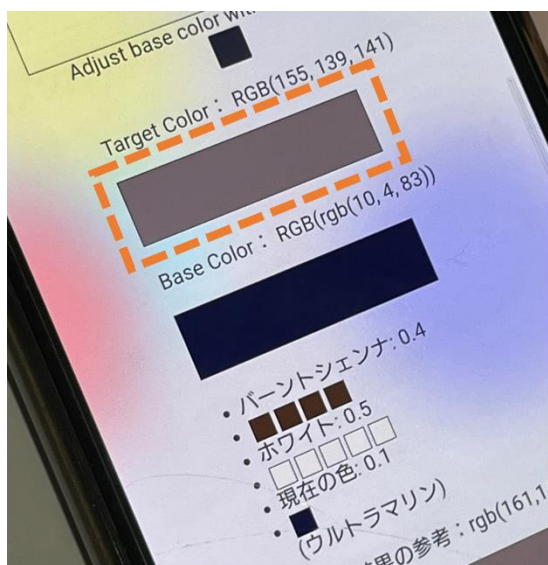 Adjust base color with
Target Color： RGB(155,139,141)
Base Color： RGB(rgb(10, 4, 83))
• バーントシェンナ: 0.4
•
• ホワイト: 0.5
•
• 現在の色: 0.1
•
(ウルトラマリン)
果の参考：rgb(161,1